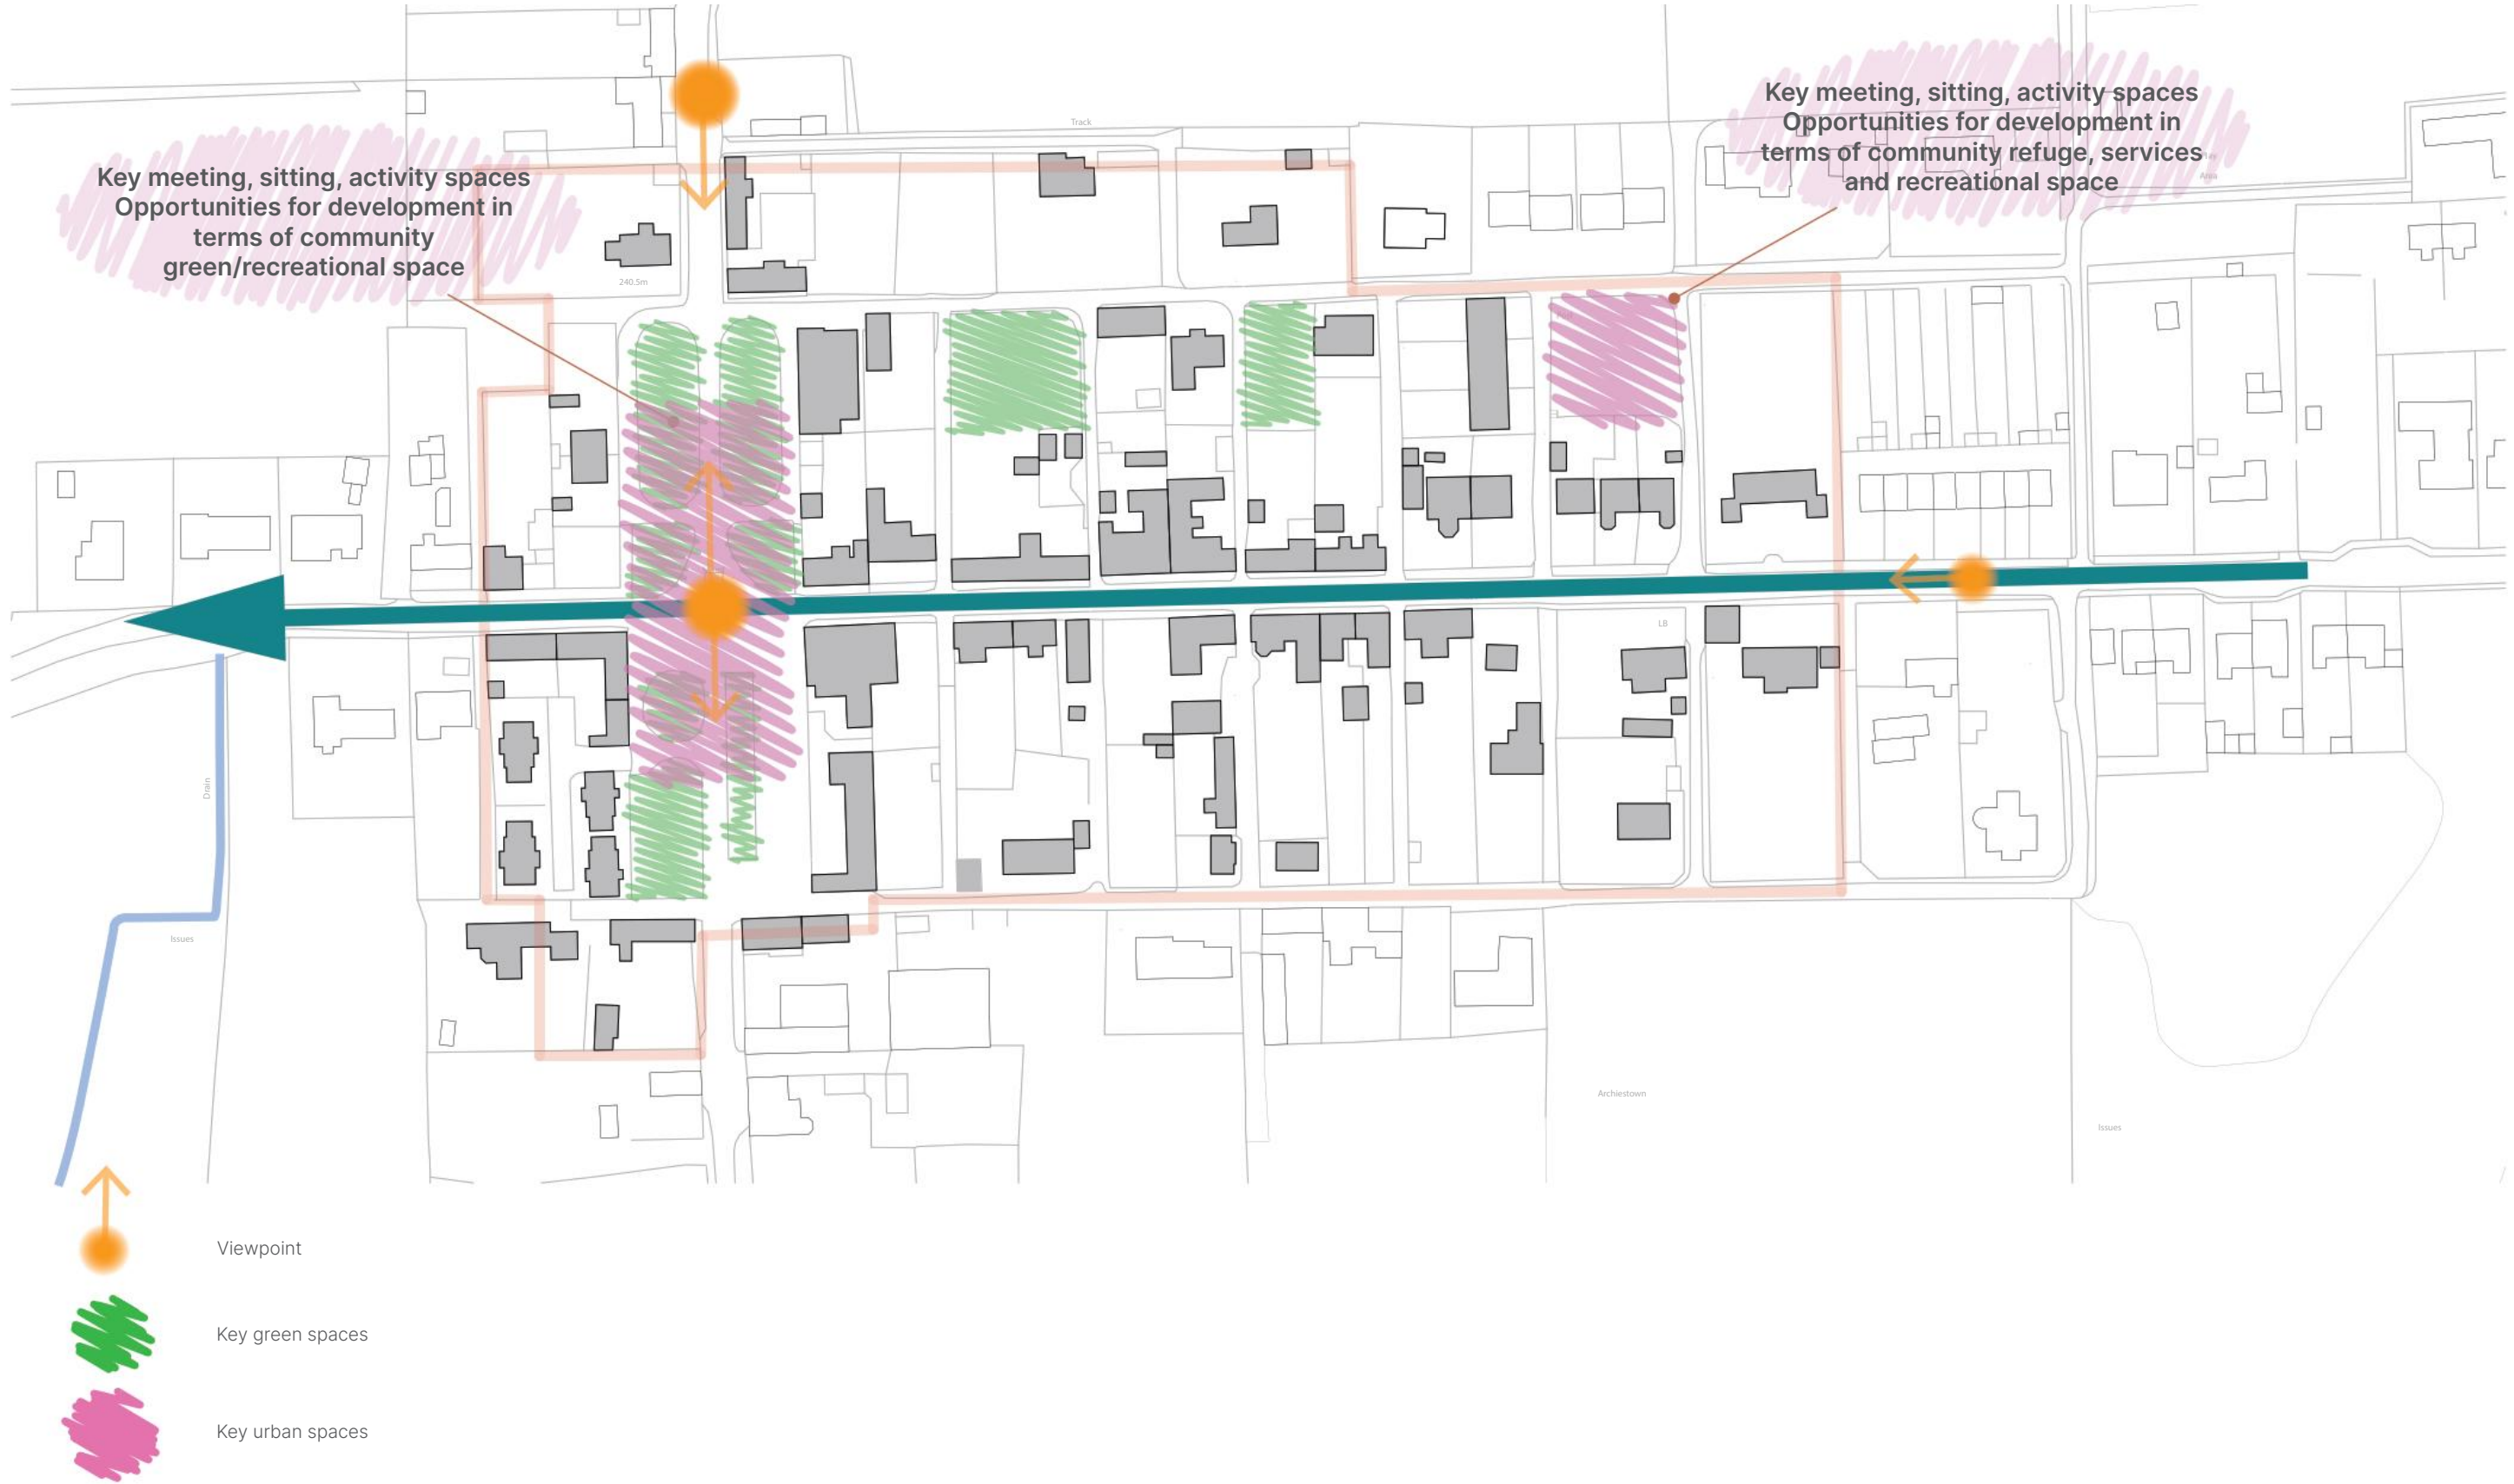 Key meeting, sitting, activity spaces
Opportunities for development in
terms of community refuge, services
and recreational space
Track
Key meeting, sitting, activity spaces
Opportunities for development in
terms of community
green/recreational space
240.5m
Area
LB
Drain
Issues
Archiestown
Issues
Viewpoint
Key green spaces
Key urban spaces